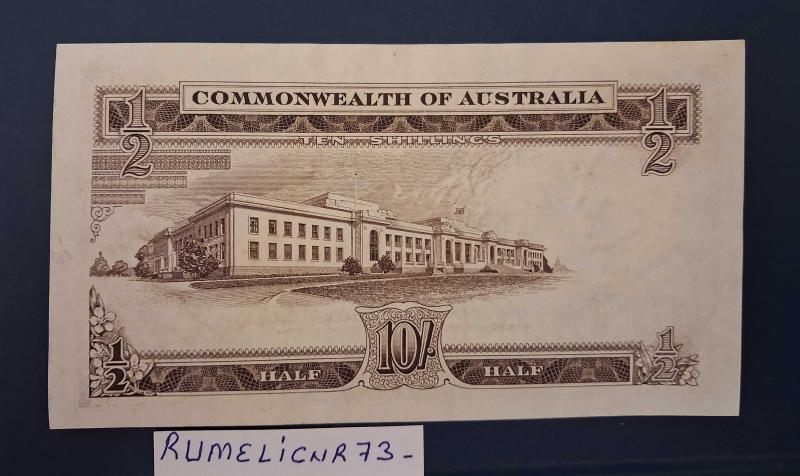 COMMONWEALTH OF AUSTRALIA
1/2 1/2
TEN SHILLINGS
10/-
1/2 HALF HALF 1/2
RUMELiCNR73-